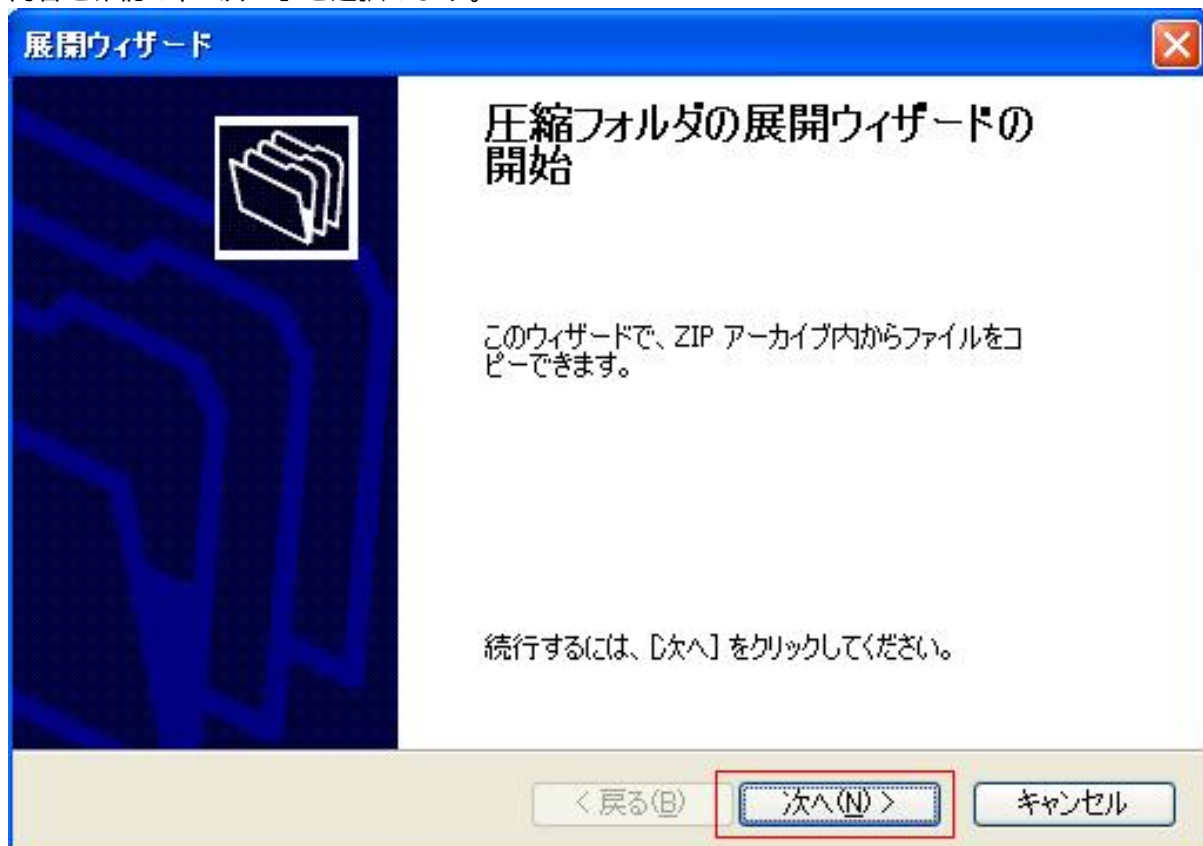 展開ウィザード
圧縮フォルダの展開ウィザードの
開始
このウィザードで、ZIP アーカイブ内からファイルをコ
ピーできます。
続行するには、[次へ] をクリックしてください。
< 戻る(B)
次へ(N) >
キャンセル